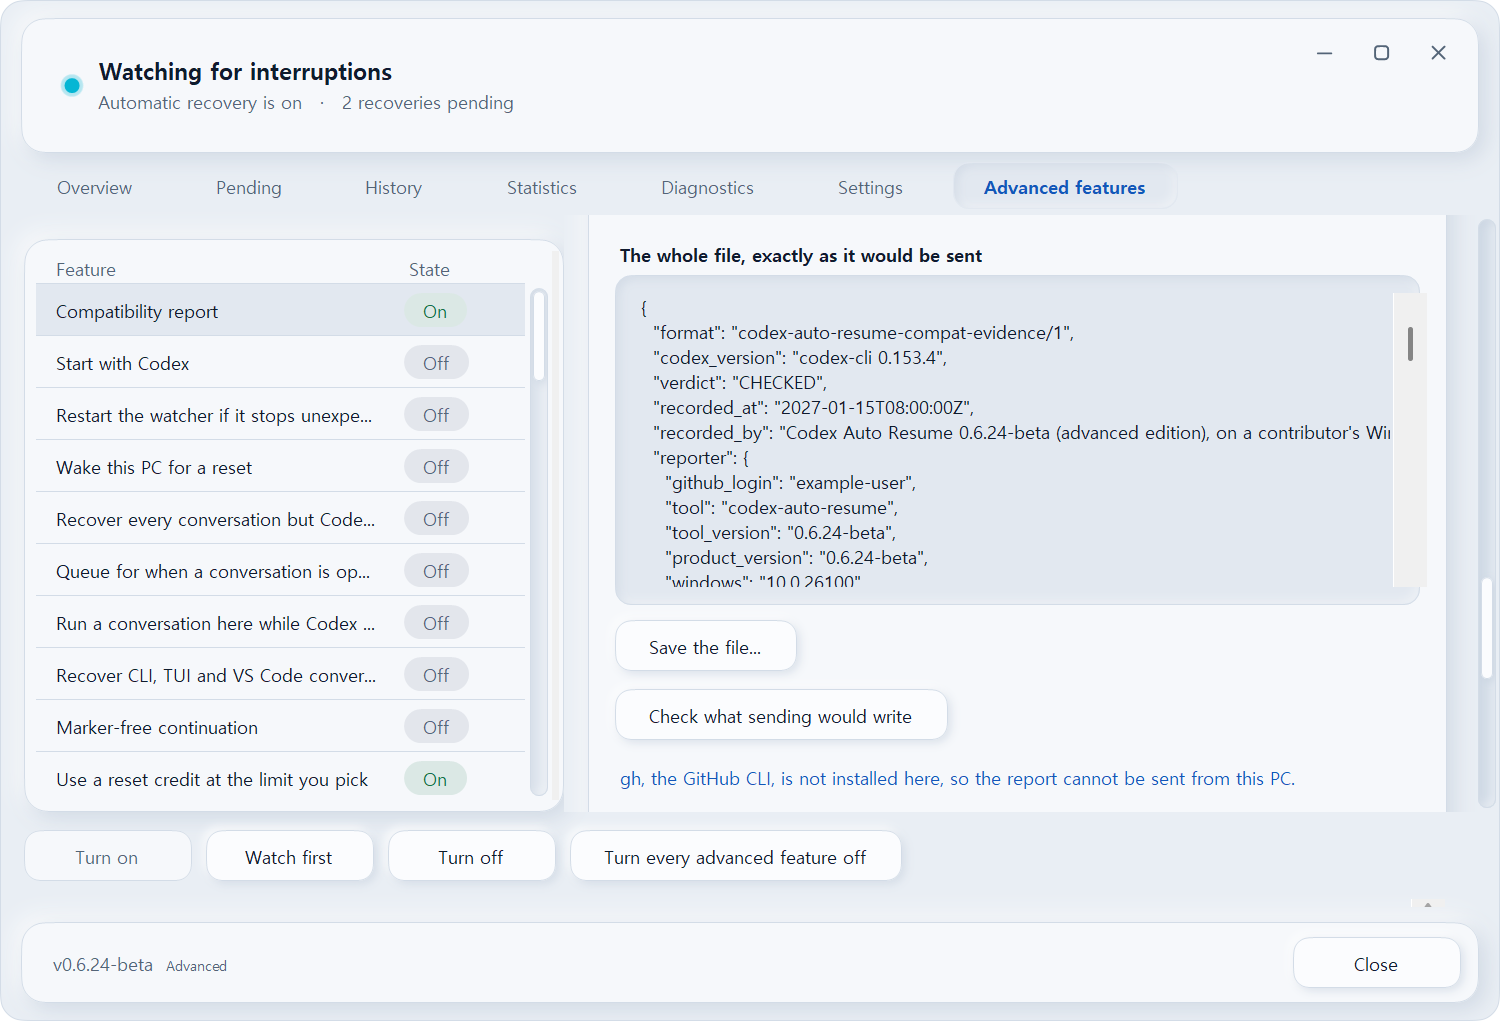 Watching for interruptions
Automatic recovery is on · 2 recoveries pending
Overview
Pending
History
Statistics
Diagnostics
Settings
Advanced features
Feature State
Compatibility report On
Start with Codex Off
Restart the watcher if it stops unexpe... Off
Wake this PC for a reset Off
Recover every conversation but Code... Off
Queue for when a conversation is op... Off
Run a conversation here while Codex ... Off
Recover CLI, TUI and VS Code conver... Off
Marker-free continuation Off
Use a reset credit at the limit you pick On
The whole file, exactly as it would be sent
{
"format": "codex-auto-resume-compat-evidence/1",
"codex_version": "codex-cli 0.153.4",
"verdict": "CHECKED",
"recorded_at": "2027-01-15T08:00:00Z",
"recorded_by": "Codex Auto Resume 0.6.24-beta (advanced edition), on a contributor's Wi
"reporter": {
"github_login": "example-user",
"tool": "codex-auto-resume",
"tool_version": "0.6.24-beta",
"product_version": "0.6.24-beta",
"windows": "10.0.26100"
Save the file...
Check what sending would write
gh, the GitHub CLI, is not installed here, so the report cannot be sent from this PC.
Turn on
Watch first
Turn off
Turn every advanced feature off
v0.6.24-beta Advanced
Close